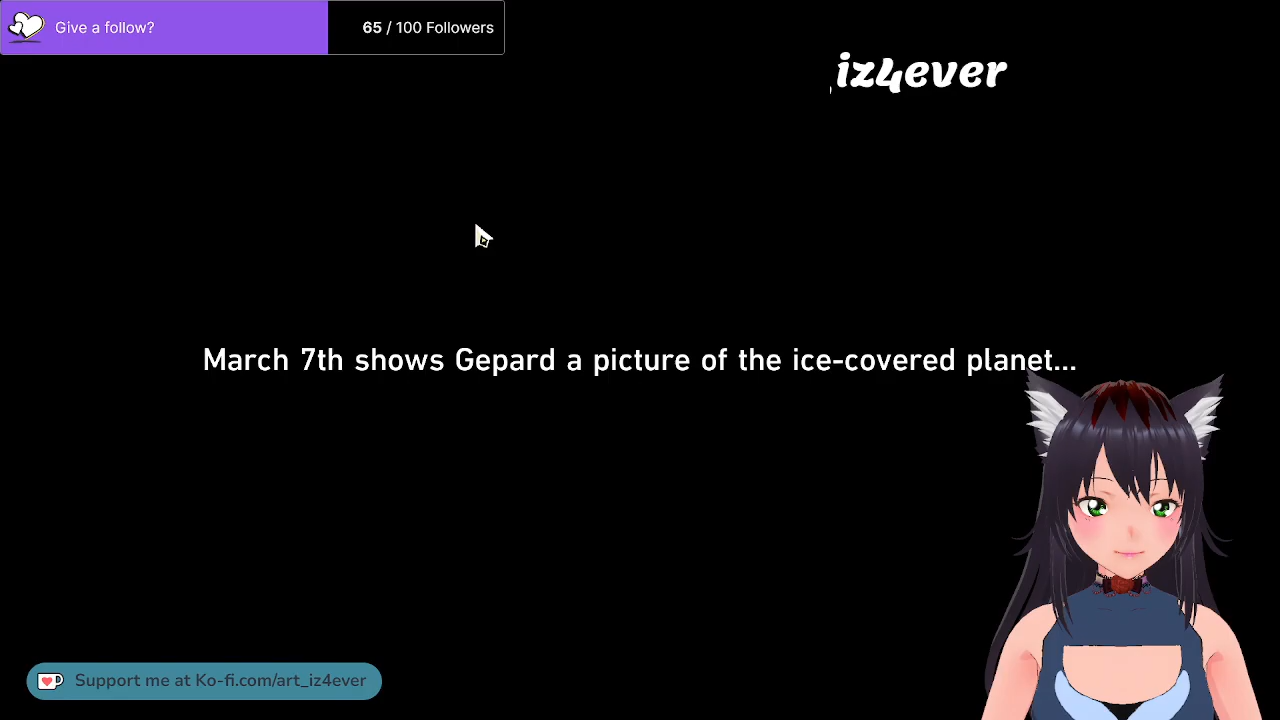 Give a follow?
65 / 100 Followers
iz4ever
March 7th shows Gepard a picture of the ice-covered planet...
Support me at Ko-fi.com/art_iz4ever